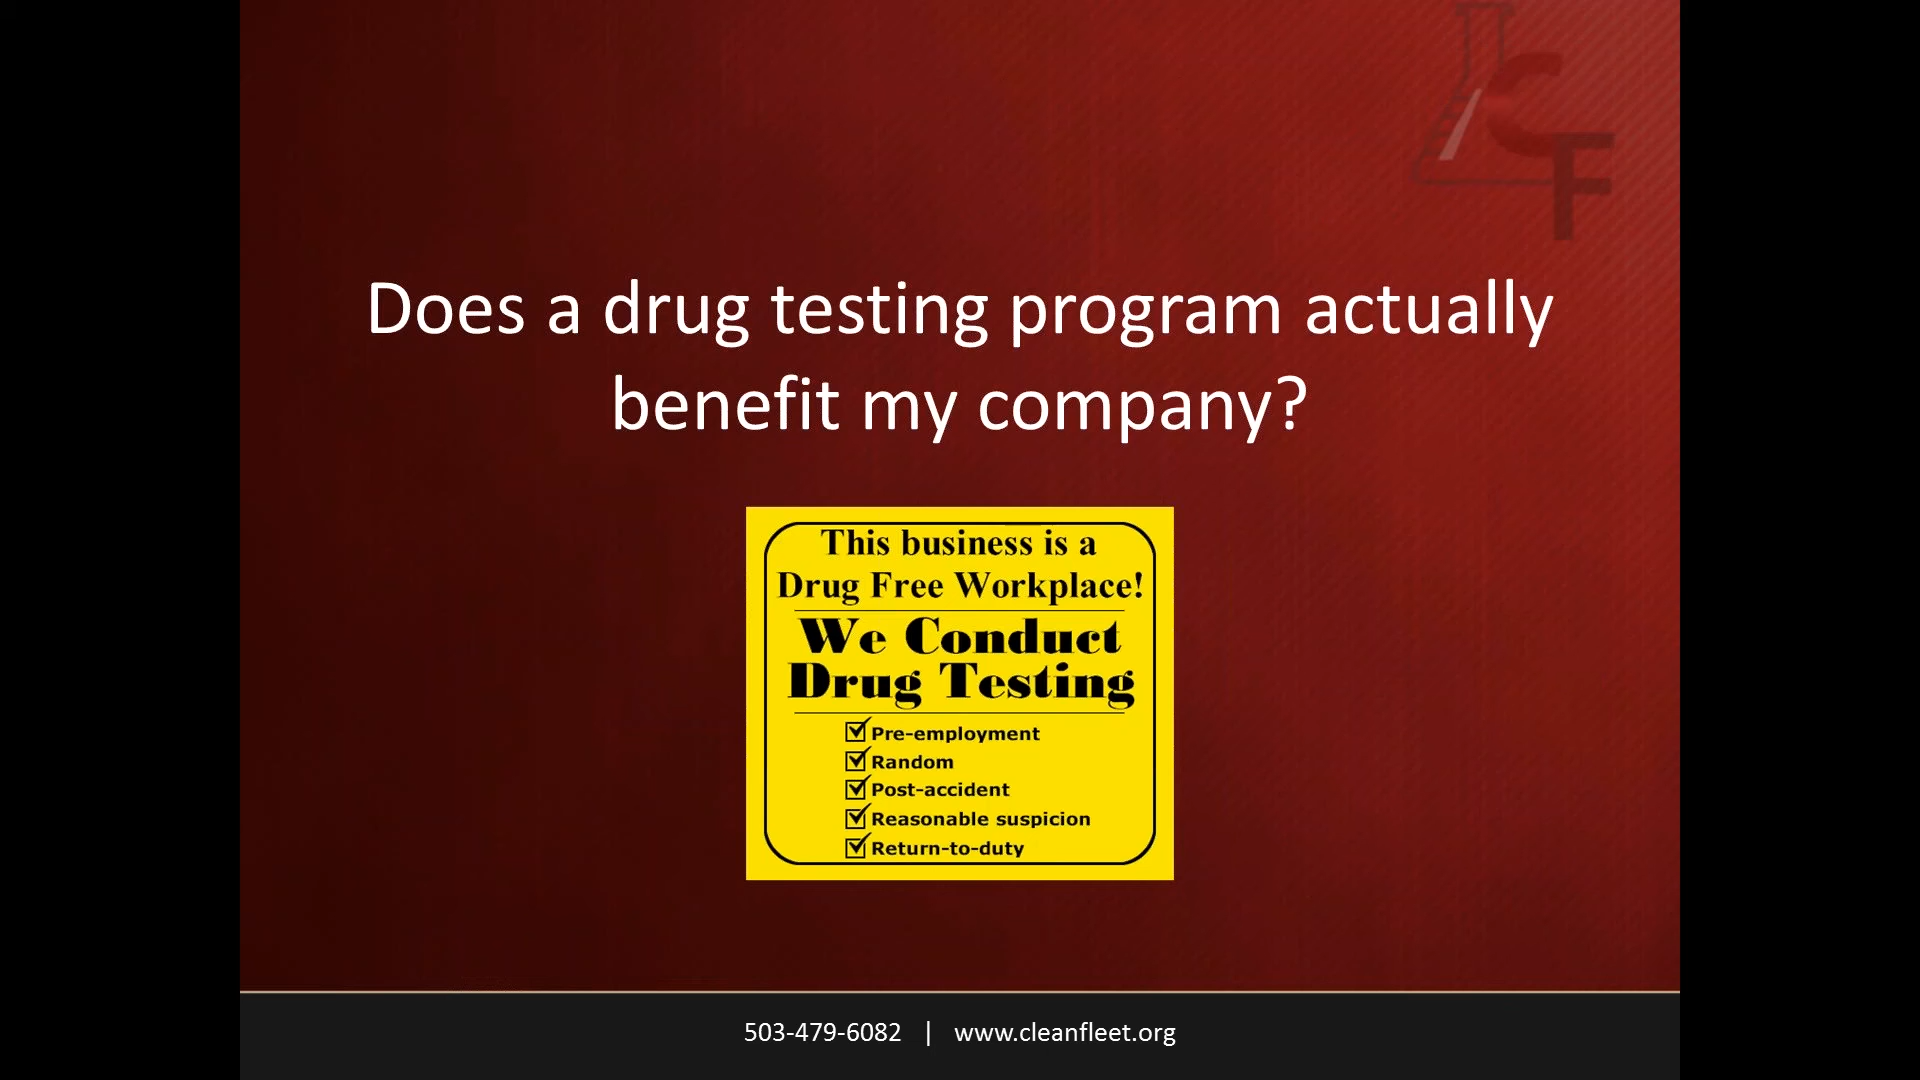 CF
Does a drug testing program actually
benefit my company?
This business is a
Drug Free Workplace!
We Conduct
Drug Testing
Pre-employment
Random
Post-accident
Reasonable suspicion
Return-to-duty
503-479-6082 | www.cleanfleet.org